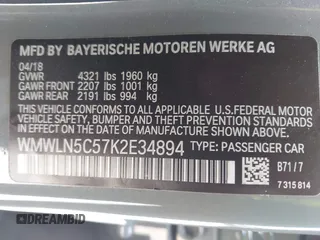 MFD BY BAYERISCHE MOTOREN WERKE AG
04/18
GVWR 4321 lbs 1960 kg
GAWR FRONT 2207 lbs 1001 kg
GAWR REAR 2191 lbs 994 kg
THIS VEHICLE CONFORMS TO ALL APPLICABLE U.S. FEDERAL MOTOR
VEHICLE SAFETY, BUMPER AND THEFT PREVENTION STANDARDS
IN EFFECT ON THE DATE OF MANUFACTURE SHOWN ABOVE.
WMWLN5C57K2E34894 TYPE: PASSENGER CAR
B71 / 7
7 315 814
DREAMBID